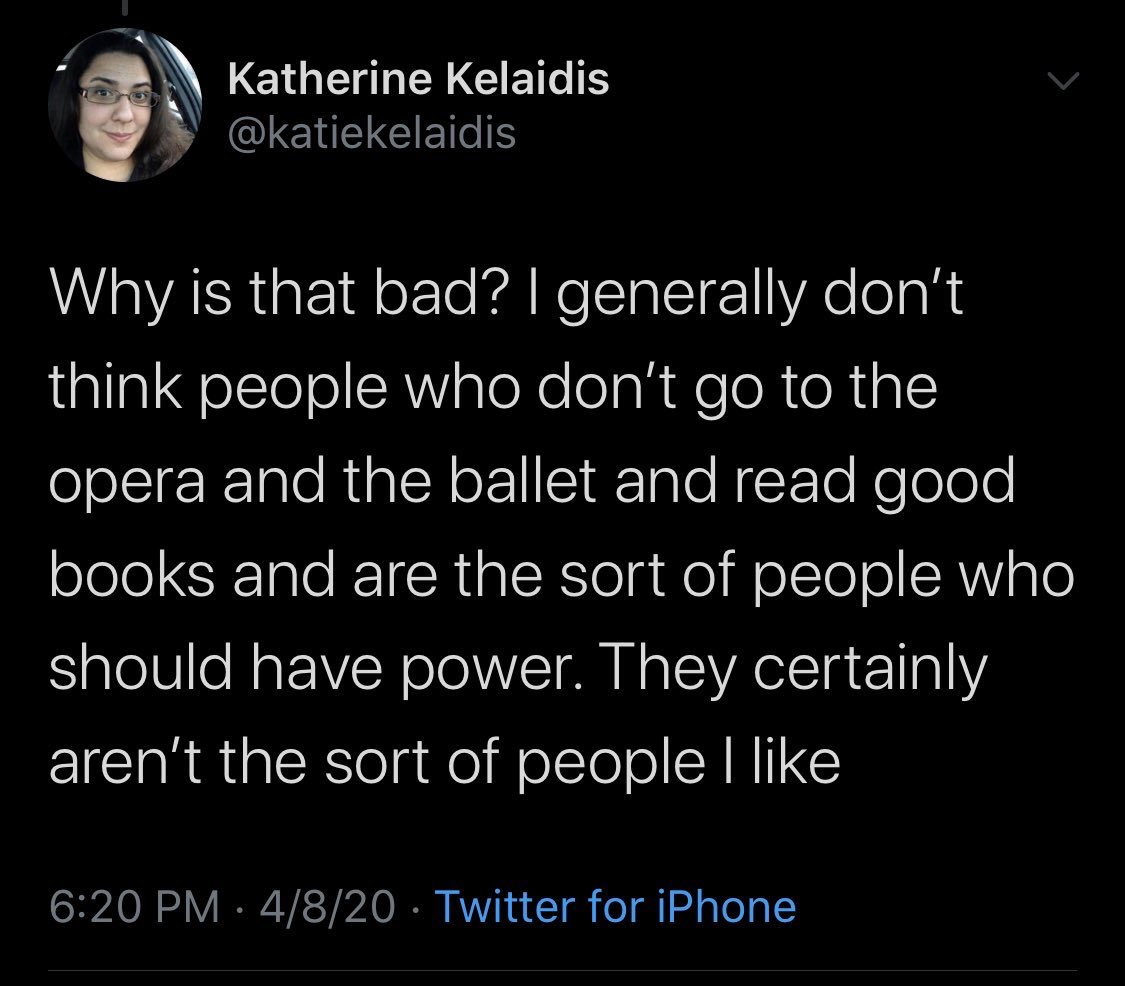 Katherine Kelaidis
@katiekelaidis
Why is that bad? I generally don’t
think people who don’t go to the
opera and the ballet and read good
books and are the sort of people who
should have power. They certainly
aren’t the sort of people I like
6:20 PM · 4/8/20 · Twitter for iPhone